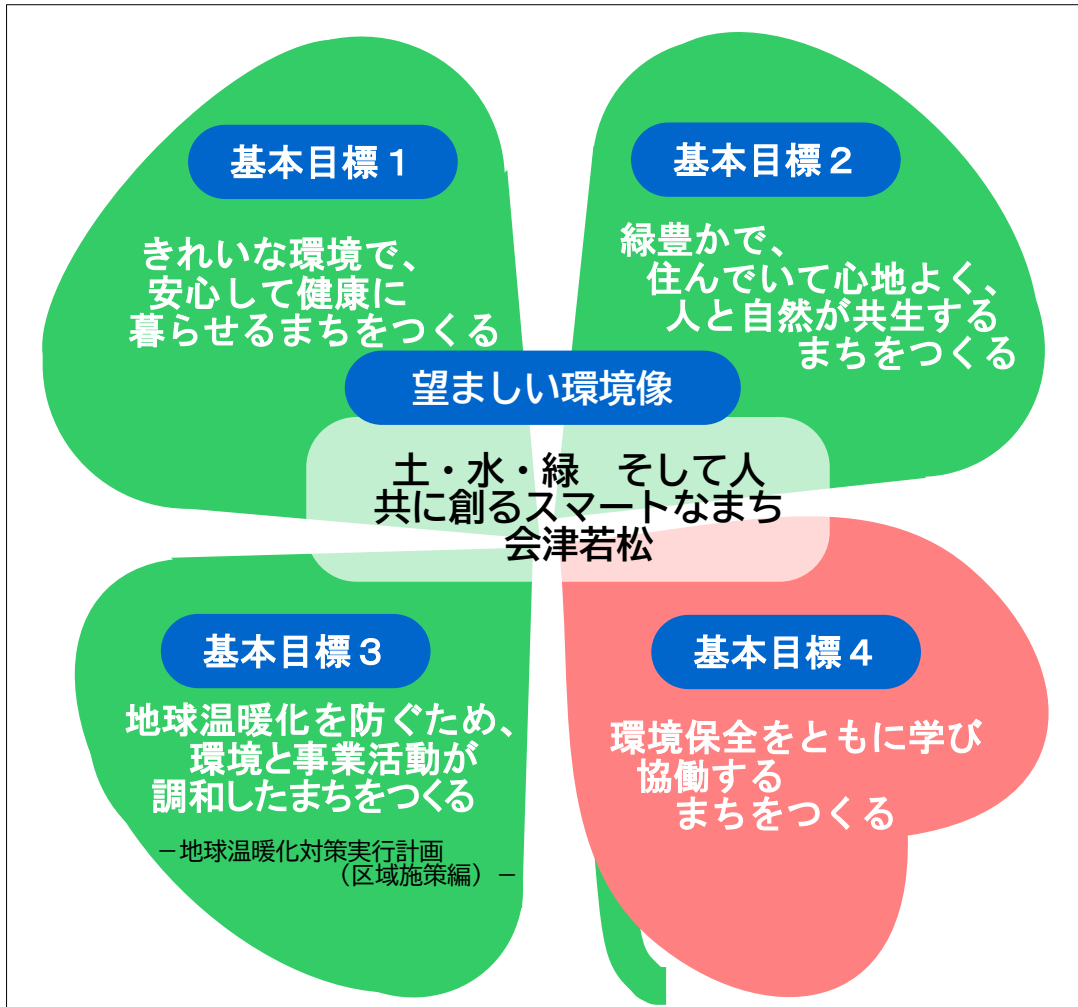 基本目標１
きれいな環境で、
安心して健康に
暮らせるまちをつくる
基本目標２
緑豊かで、
住んでいて心地よく、
人と自然が共生する
まちをつくる
望ましい環境像
土・水・緑　そして人
共に創るスマートなまち
会津若松
基本目標３
地球温暖化を防ぐため、
環境と事業活動が
調和したまちをつくる
－地球温暖化対策実行計画
（区域施策編）－
基本目標４
環境保全をともに学び
協働する
まちをつくる